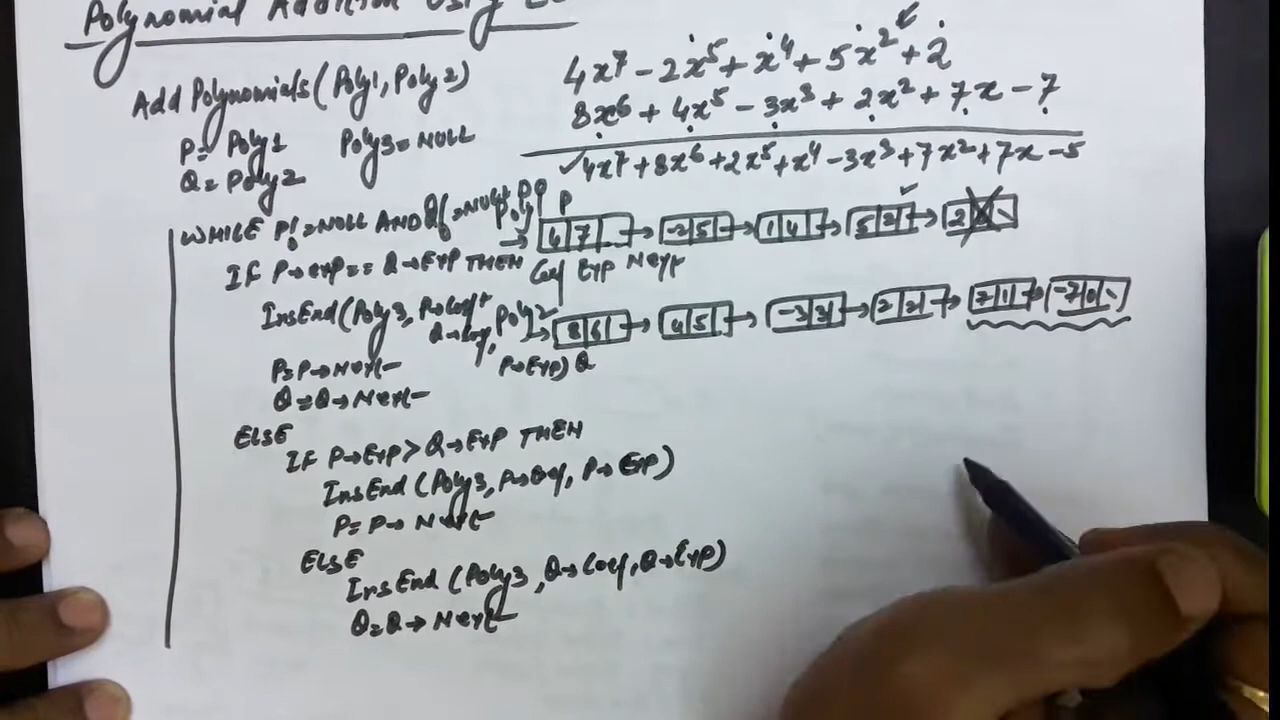 Polynomial Addition Using
Add Polynomials(Poly1, Poly2)
P= Poly1 Poly3=NULL
Q=Poly2
WHILE P!=NULL AND Q!=NULL DO
IF P→exp== Q→EXP THEN
InsEnd(Poly3, P→Coef+
Q→Coef,
P→Exp)
P=P→Next
Q=Q→Next
ELSE
IF P→EXP > Q→EXP THEN
InsEnd (Poly3, P→Coef, P→EXP)
P= P→ Next
ELSE
InsEnd (Poly3, Q→Coef, Q→Exp)
Q=Q→Next
4x⁷ - 2x⁵ + x⁴ + 5x² + 2
8x⁶ + 4x⁵ - 3x³ + 2x² + 7x - 7
4x⁷ + 8x⁶ + 2x⁵ + x⁴ - 3x³ + 7x² + 7x - 5
P
Poly1 → 4|7 → -2|5 → 1|4 → 5|2 → 2
Coef Exp Next
Poly2 → 8|6 → 4|5 → -3|3 → 2|2 → 7|1 → -7|0
Q